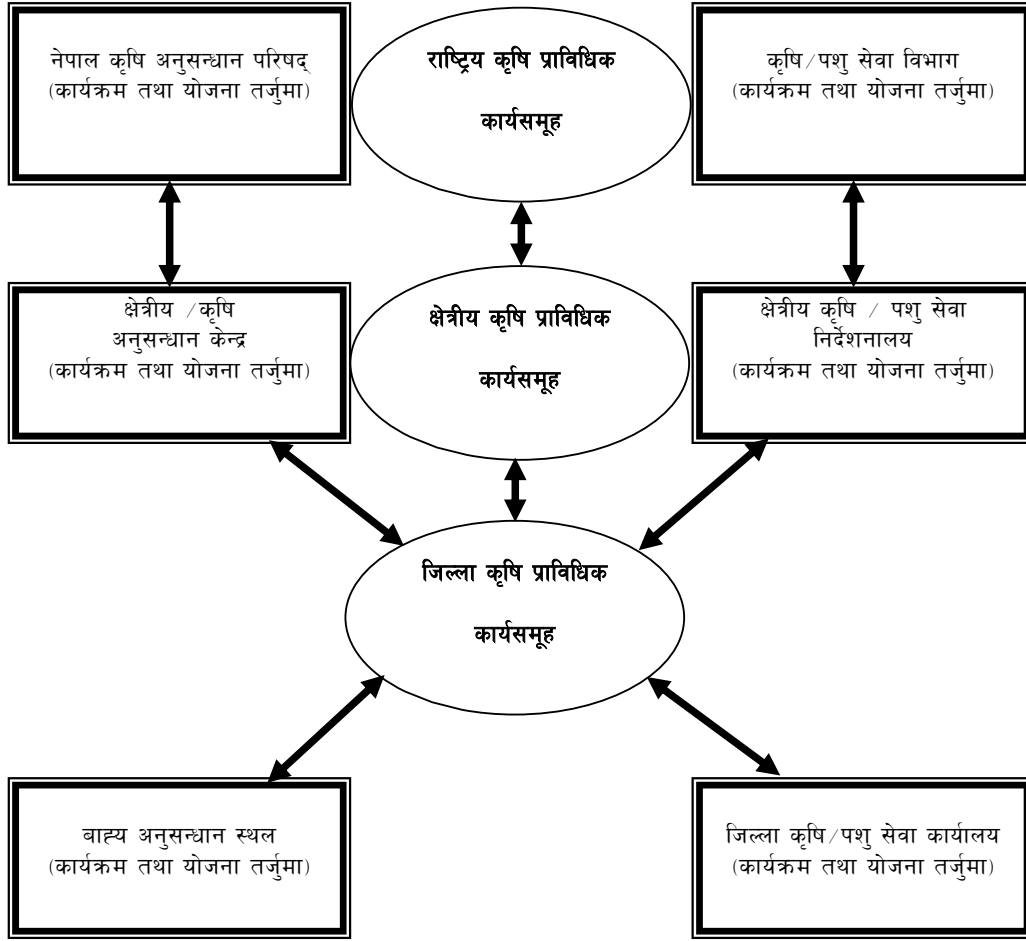 नेपाल कृषि अनुसन्धान परिषद्
(कार्यक्रम तथा योजना तर्जुमा)
राष्ट्रिय कृषि प्राविधिक
कार्यसमूह
कृषि/पशु सेवा विभाग
(कार्यक्रम तथा योजना तर्जुमा)
क्षेत्रीय /कृषि
अनुसन्धान केन्द्र
(कार्यक्रम तथा योजना तर्जुमा)
क्षेत्रीय कृषि प्राविधिक
कार्यसमूह
क्षेत्रीय कृषि / पशु सेवा
निर्देशनालय
(कार्यक्रम तथा योजना तर्जुमा)
जिल्ला कृषि प्राविधिक
कार्यसमूह
बाह्य अनुसन्धान स्थल
(कार्यक्रम तथा योजना तर्जुमा)
जिल्ला कृषि/पशु सेवा कार्यालय
(कार्यक्रम तथा योजना तर्जुमा)